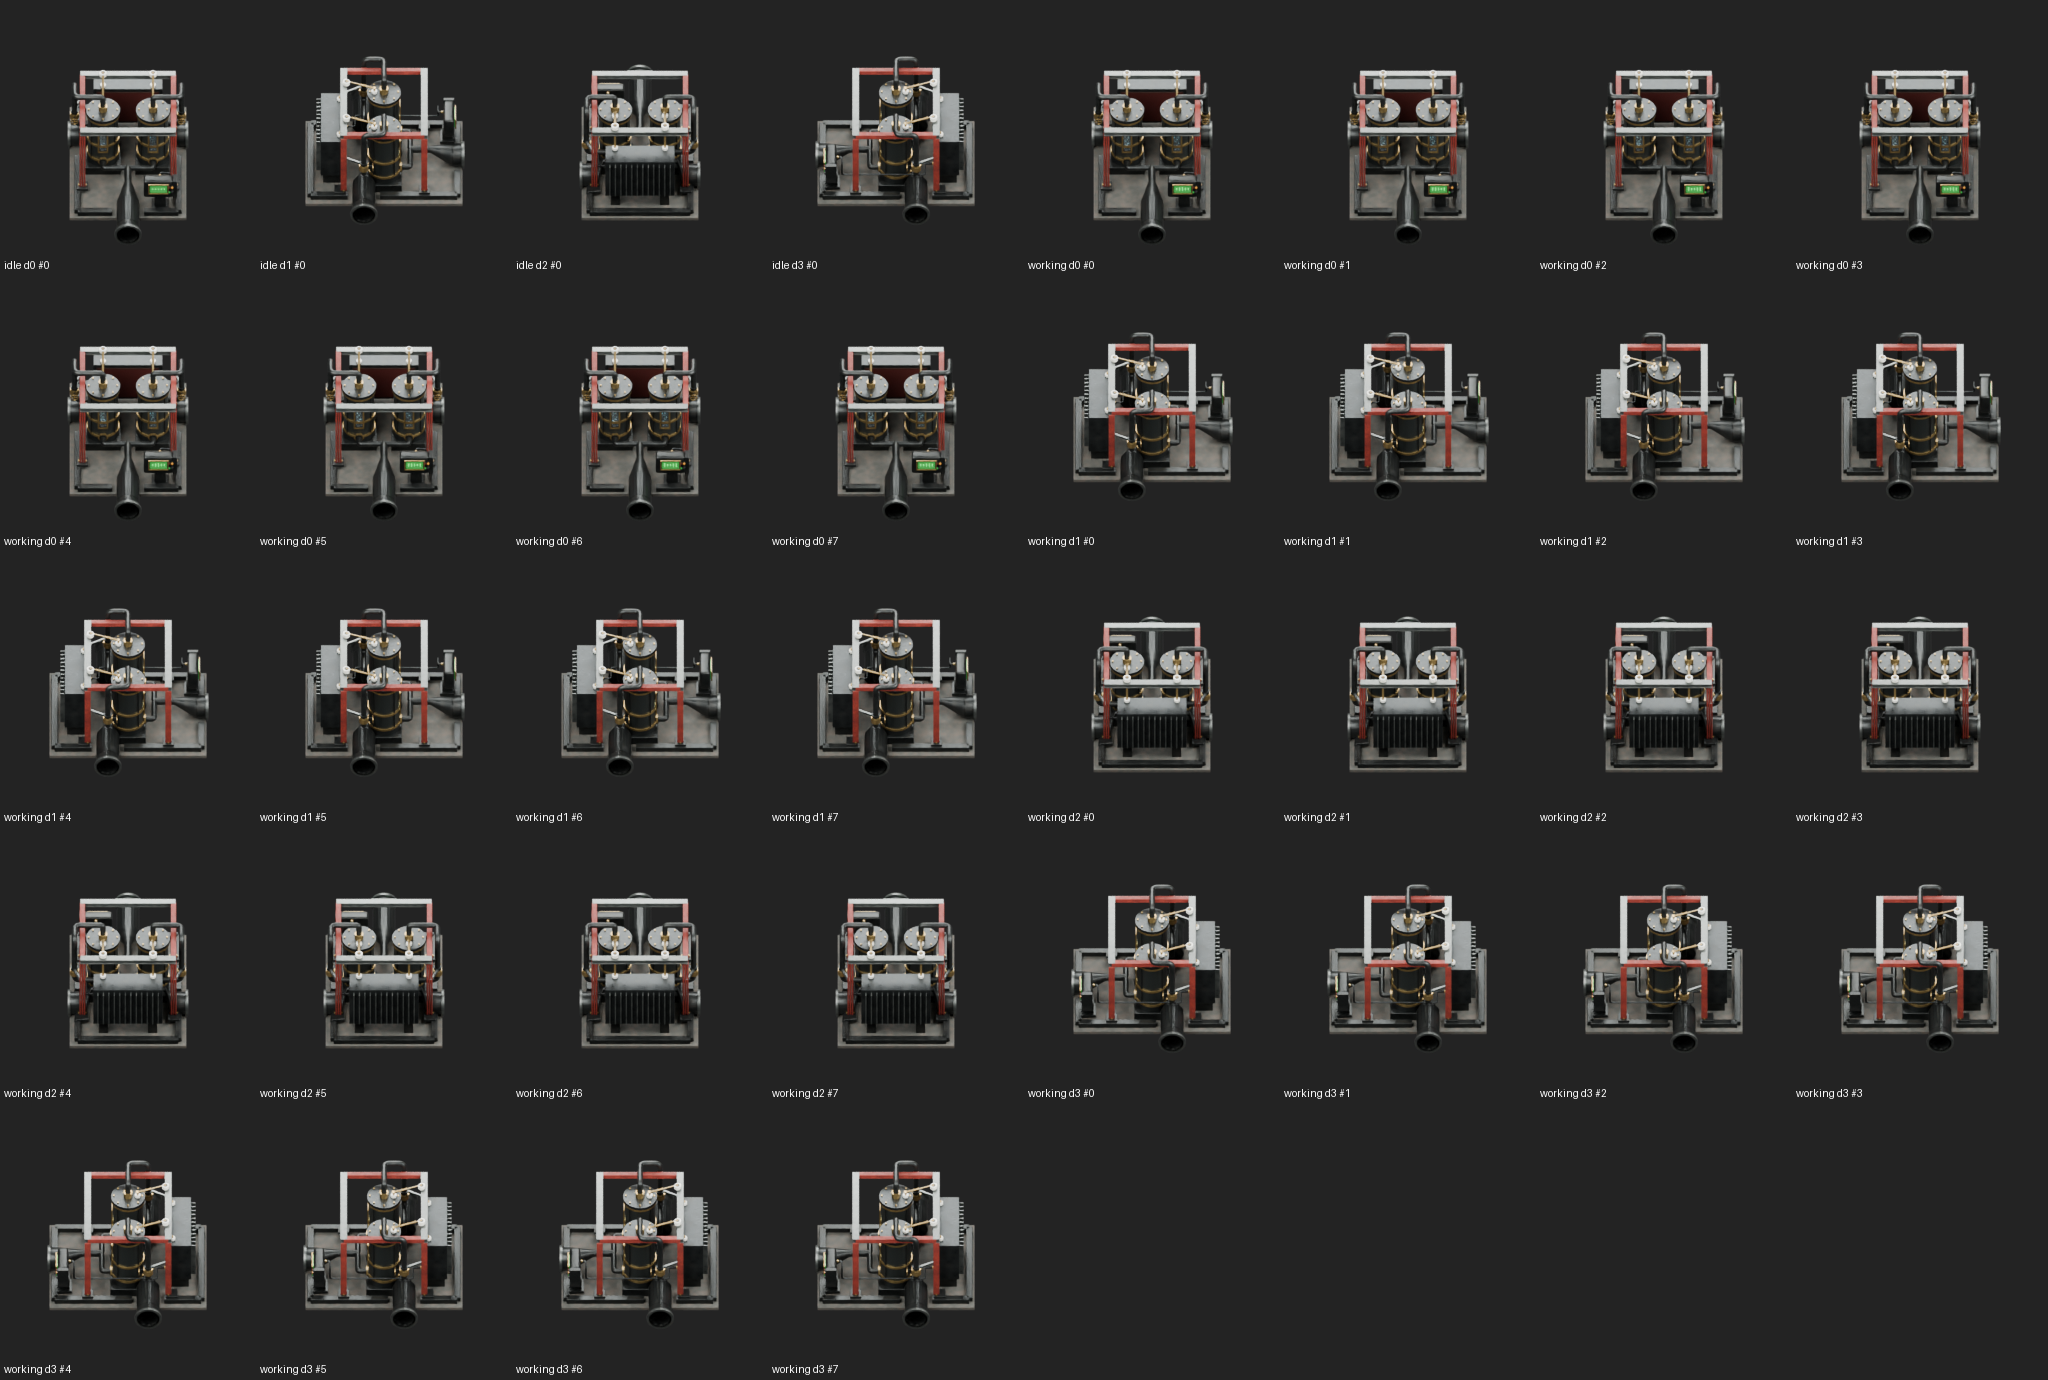 idle d0 #0
idle d1 #0
idle d2 #0
idle d3 #0
working d0 #0
working d0 #1
working d0 #2
working d0 #3
working d0 #4
working d0 #5
working d0 #6
working d0 #7
working d1 #0
working d1 #1
working d1 #2
working d1 #3
working d1 #4
working d1 #5
working d1 #6
working d1 #7
working d2 #0
working d2 #1
working d2 #2
working d2 #3
working d2 #4
working d2 #5
working d2 #6
working d2 #7
working d3 #0
working d3 #1
working d3 #2
working d3 #3
working d3 #4
working d3 #5
working d3 #6
working d3 #7